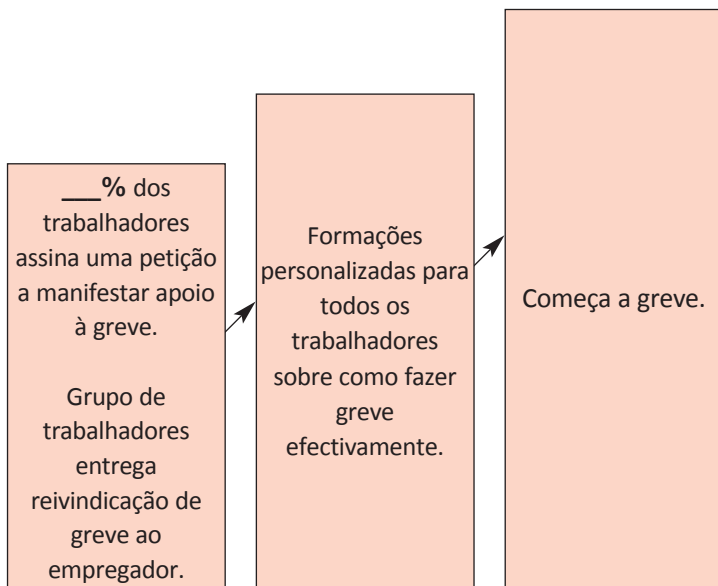 ___% dos
trabalhadores
assina uma petição
a manifestar apoio
à greve.
Grupo de
trabalhadores
entrega
reivindicação de
greve ao
empregador.
Formações
personalizadas para
todos os
trabalhadores
sobre como fazer
greve
efectivamente.
Começa a greve.